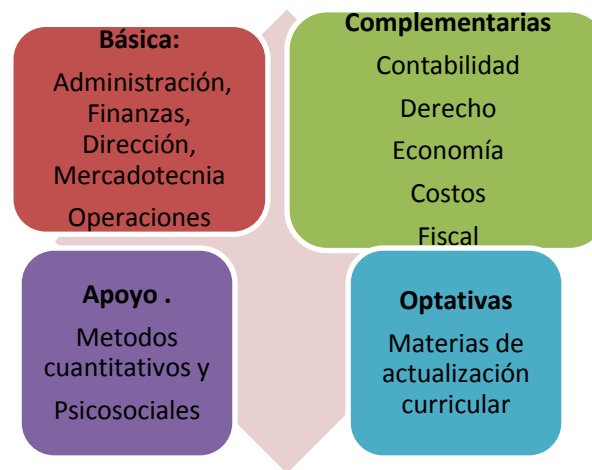 Básica:
Administración,
Finanzas,
Dirección,
Mercadotecnia
Operaciones
Complementarias
Contabilidad
Derecho
Economía
Costos
Fiscal
Apoyo .
Metodos
cuantitativos y
Psicosociales
Optativas
Materias de
actualización
curricular